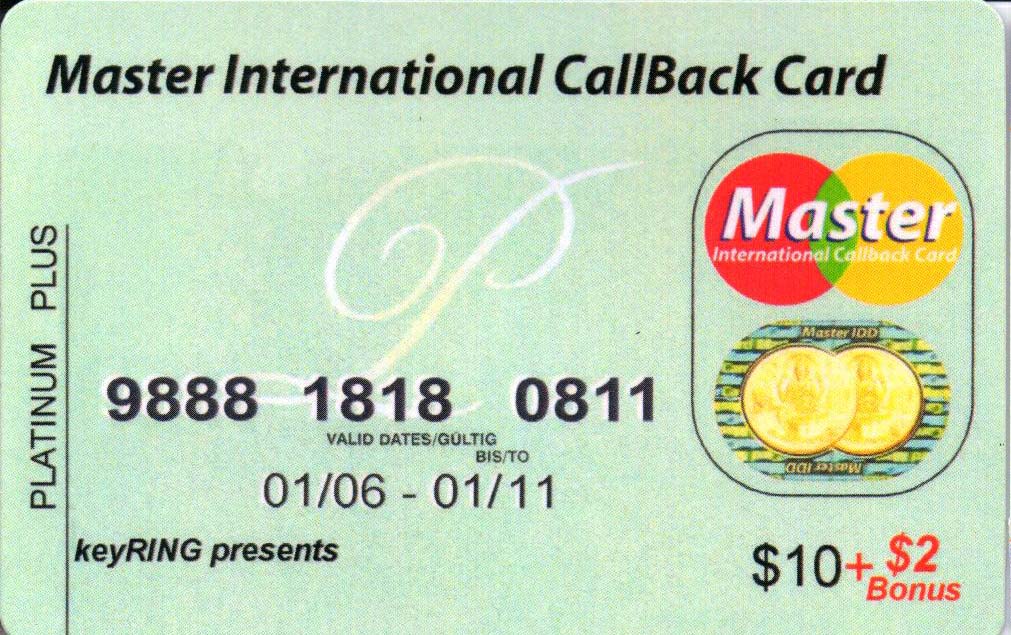 Master International CallBack Card
Master
International Callback Card
Master IDD
Master IDD
PLATINUM PLUS
9888 1818 0811
VALID DATES/GÜLTIG
BIS/TO
01/06 - 01/11
keyRING presents
$10+$2
Bonus